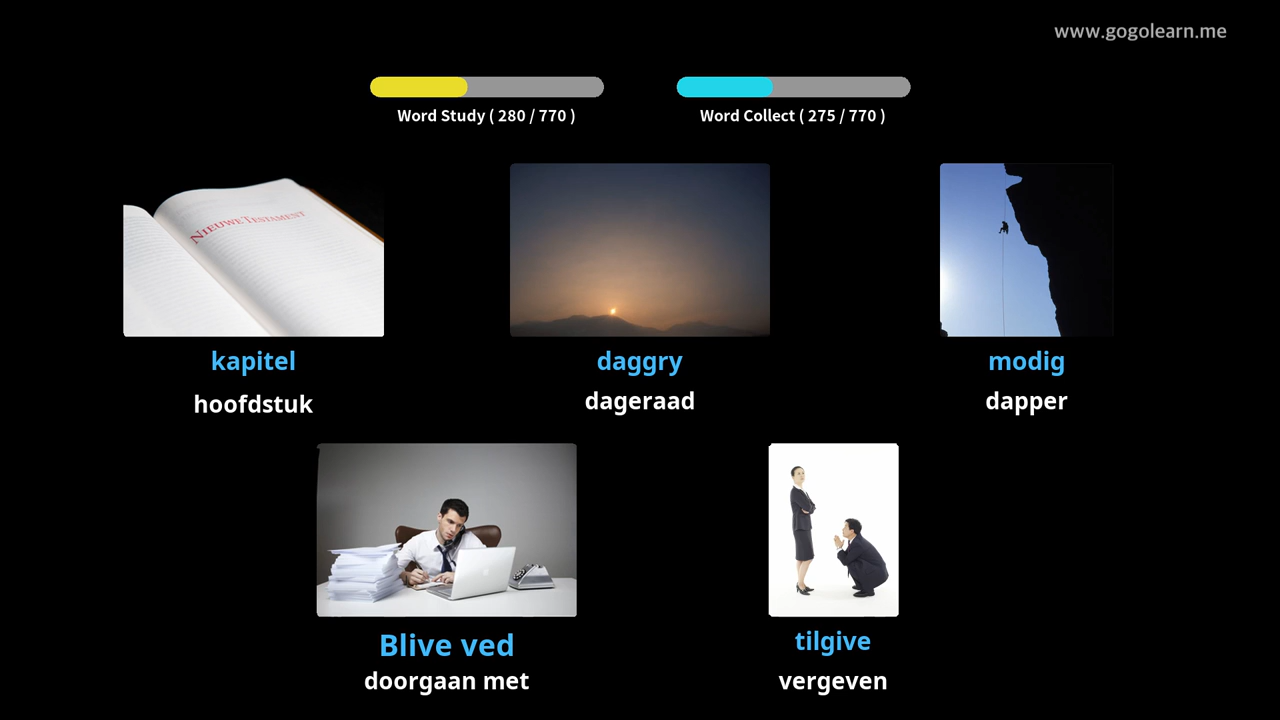 www.gogolearn.me
Word Study ( 280 / 770 )
Word Collect ( 275 / 770 )
NIEUWE TESTAMENT
kapitel
hoofdstuk
daggry
dageraad
modig
dapper
Blive ved
doorgaan met
tilgive
vergeven